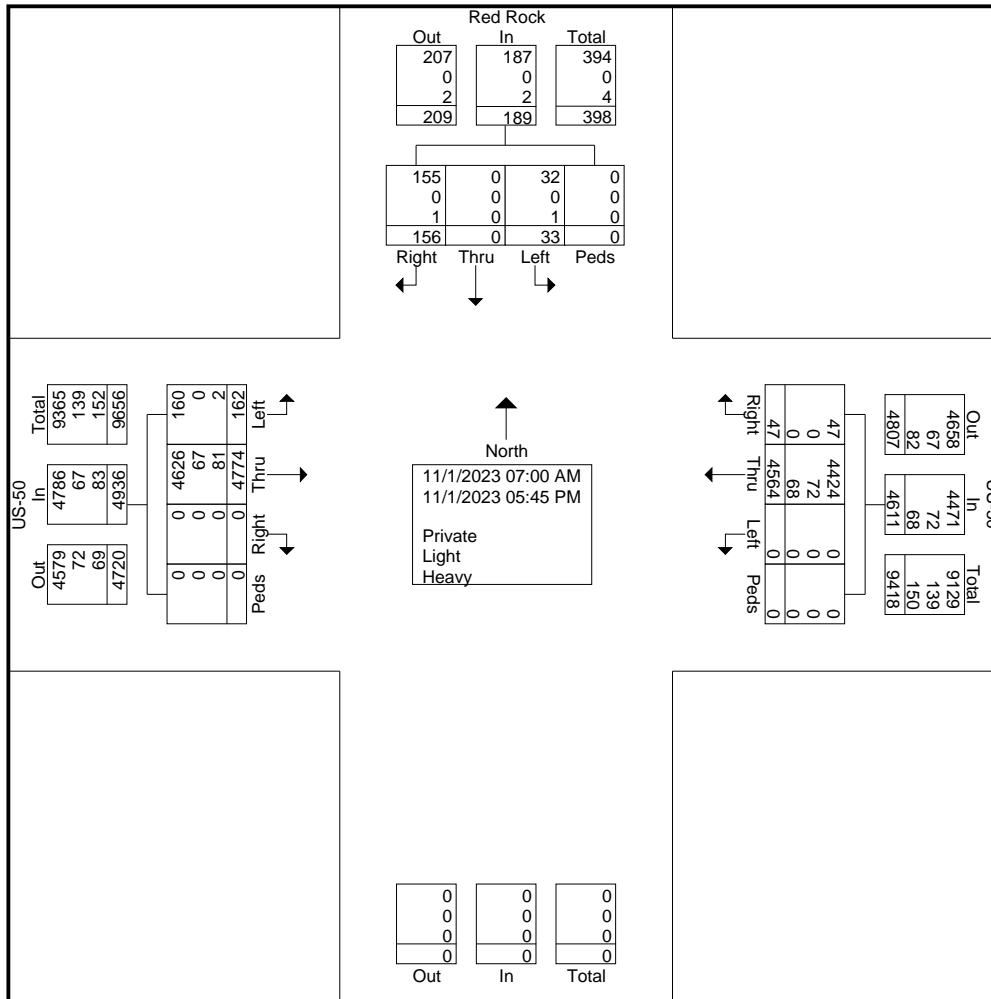 Red Rock
Out In Total
207 187 394
0 0 0
2 2 4
209 189 398
155 0 32 0
0 0 0 0
1 0 1 0
156 0 33 0
Right Thru Left Peds
US-50
Total In Out
9365 4786 4579
139 67 72
152 83 69
9656 4936 4720
160 4626 0 0
0 67 0 0
2 81 0 0
162 4774 0 0
Left Thru Right Peds
North
11/1/2023 07:00 AM
11/1/2023 05:45 PM
Private
Light
Heavy
Right Thru Left Peds
47 4424 0 0
0 72 0 0
0 68 0 0
47 4564 0 0
Out In Total
4658 4471 9129
67 72 139
82 68 150
4807 4611 9418
0 0 0
0 0 0
0 0 0
0 0 0
Out In Total